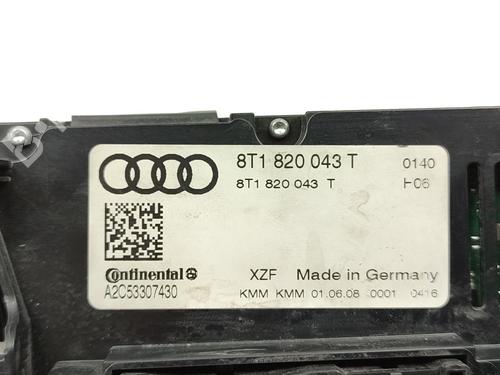 8T1 820 043 T 0140
8T1 820 043 T H06
Continental
A2C53307430
XZF Made in Germany
KMM KMM 01.06.08 0001 0416